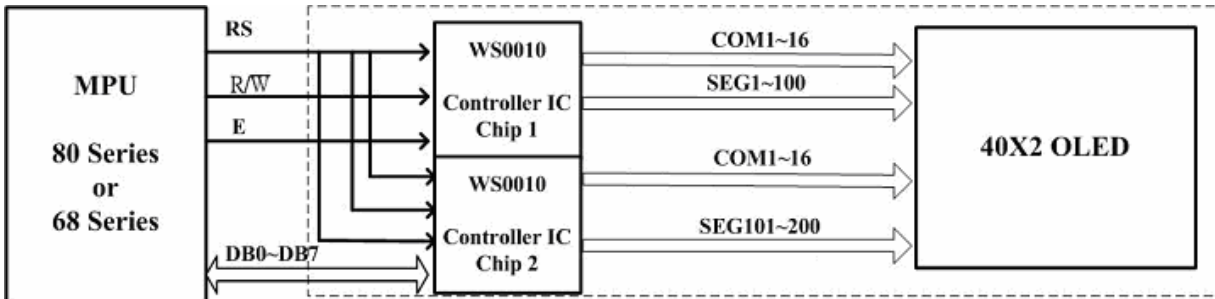 MPU
80 Series
or
68 Series
RS
R/W̅
E
DB0~DB7
WS0010
Controller IC
Chip 1
WS0010
Controller IC
Chip 2
COM1~16
SEG1~100
COM1~16
SEG101~200
40X2 OLED